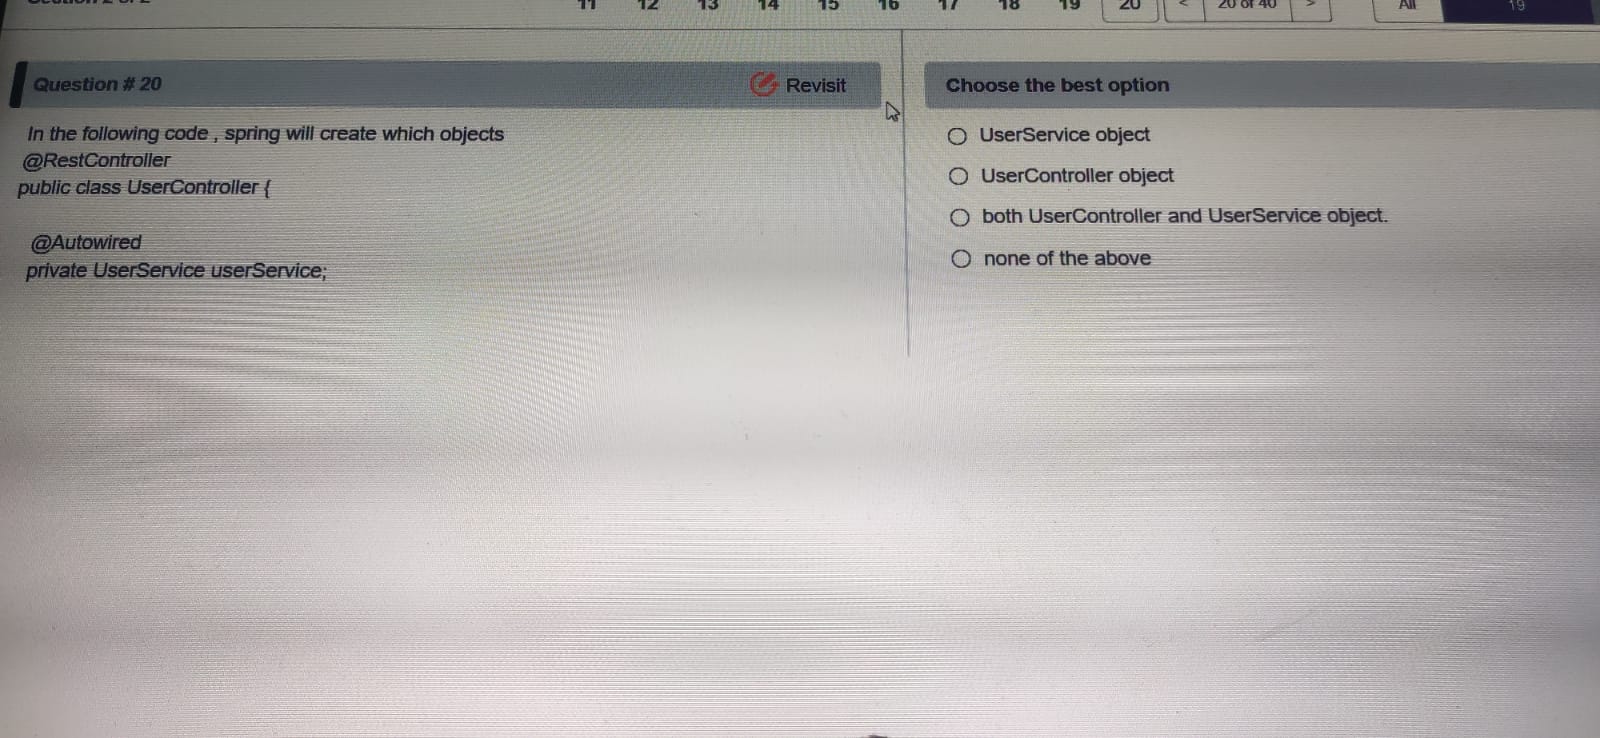 11 12 13 14 15 16 17 18 19 20 < 20 of 40 > All 19
Question # 20
Revisit
In the following code , spring will create which objects
@RestController
public class UserController {
@Autowired
private UserService userService;
Choose the best option
UserService object
UserController object
both UserController and UserService object.
none of the above